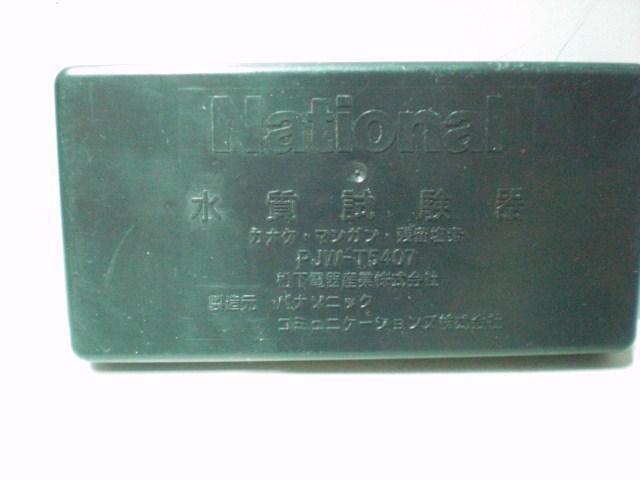 National
水質試験器
カナケ・マンガン・残留塩素
PJW-T5407
松下電器産業株式会社
製造元 パナソニック
コミュニケーションズ株式会社